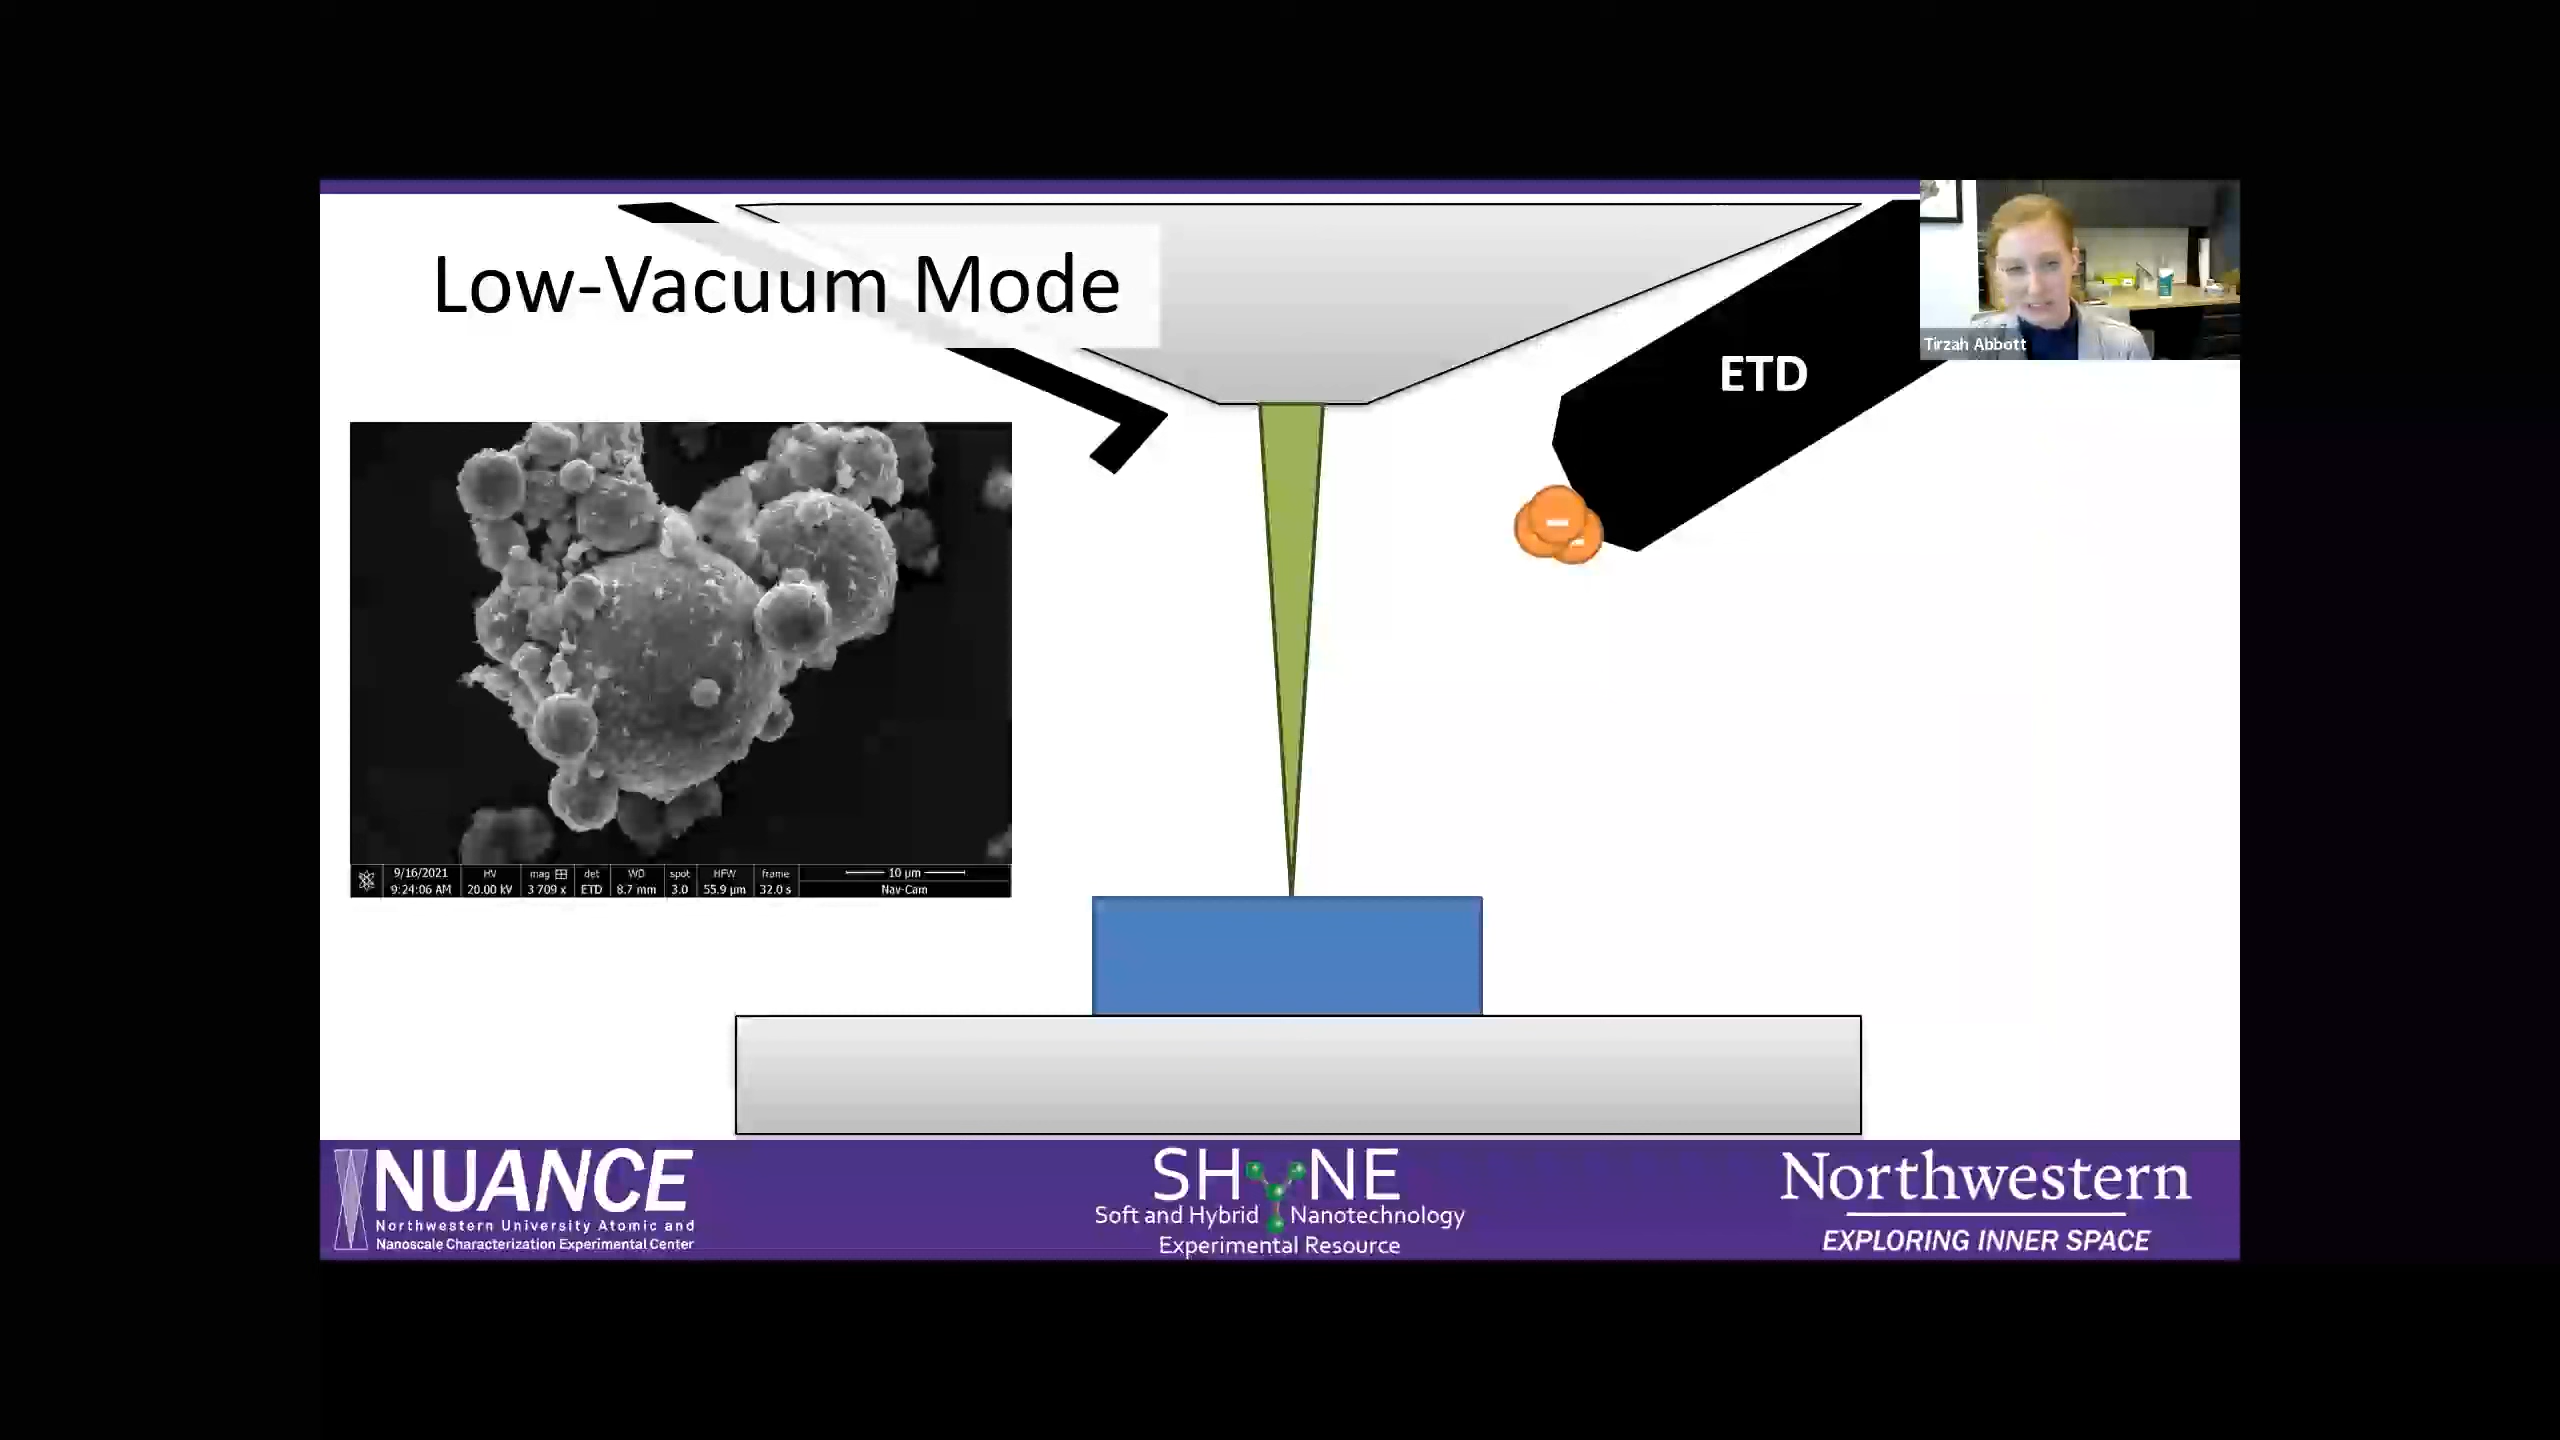 Low-Vacuum Mode
ETD
Tirzah Abbott
9/16/2021 HV mag det WD spot HFW frame 10 µm
9:24:06 AM 20.00 kV 3 709 x ETD 8.7 mm 3.0 55.9 µm 32.0 s Nav-Cam
NUANCE
Northwestern University Atomic and
Nanoscale Characterization Experimental Center
SHYNE
Soft and Hybrid Nanotechnology
Experimental Resource
Northwestern
EXPLORING INNER SPACE